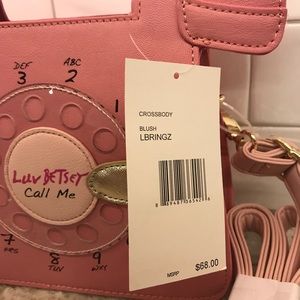 DEF
3
ABC
2
CROSSBODY
BLUSH
LBRINGZ
MSRP
$68.00
Luv BETSEY
Call Me
7
PRS
8
TUV
9
WXY